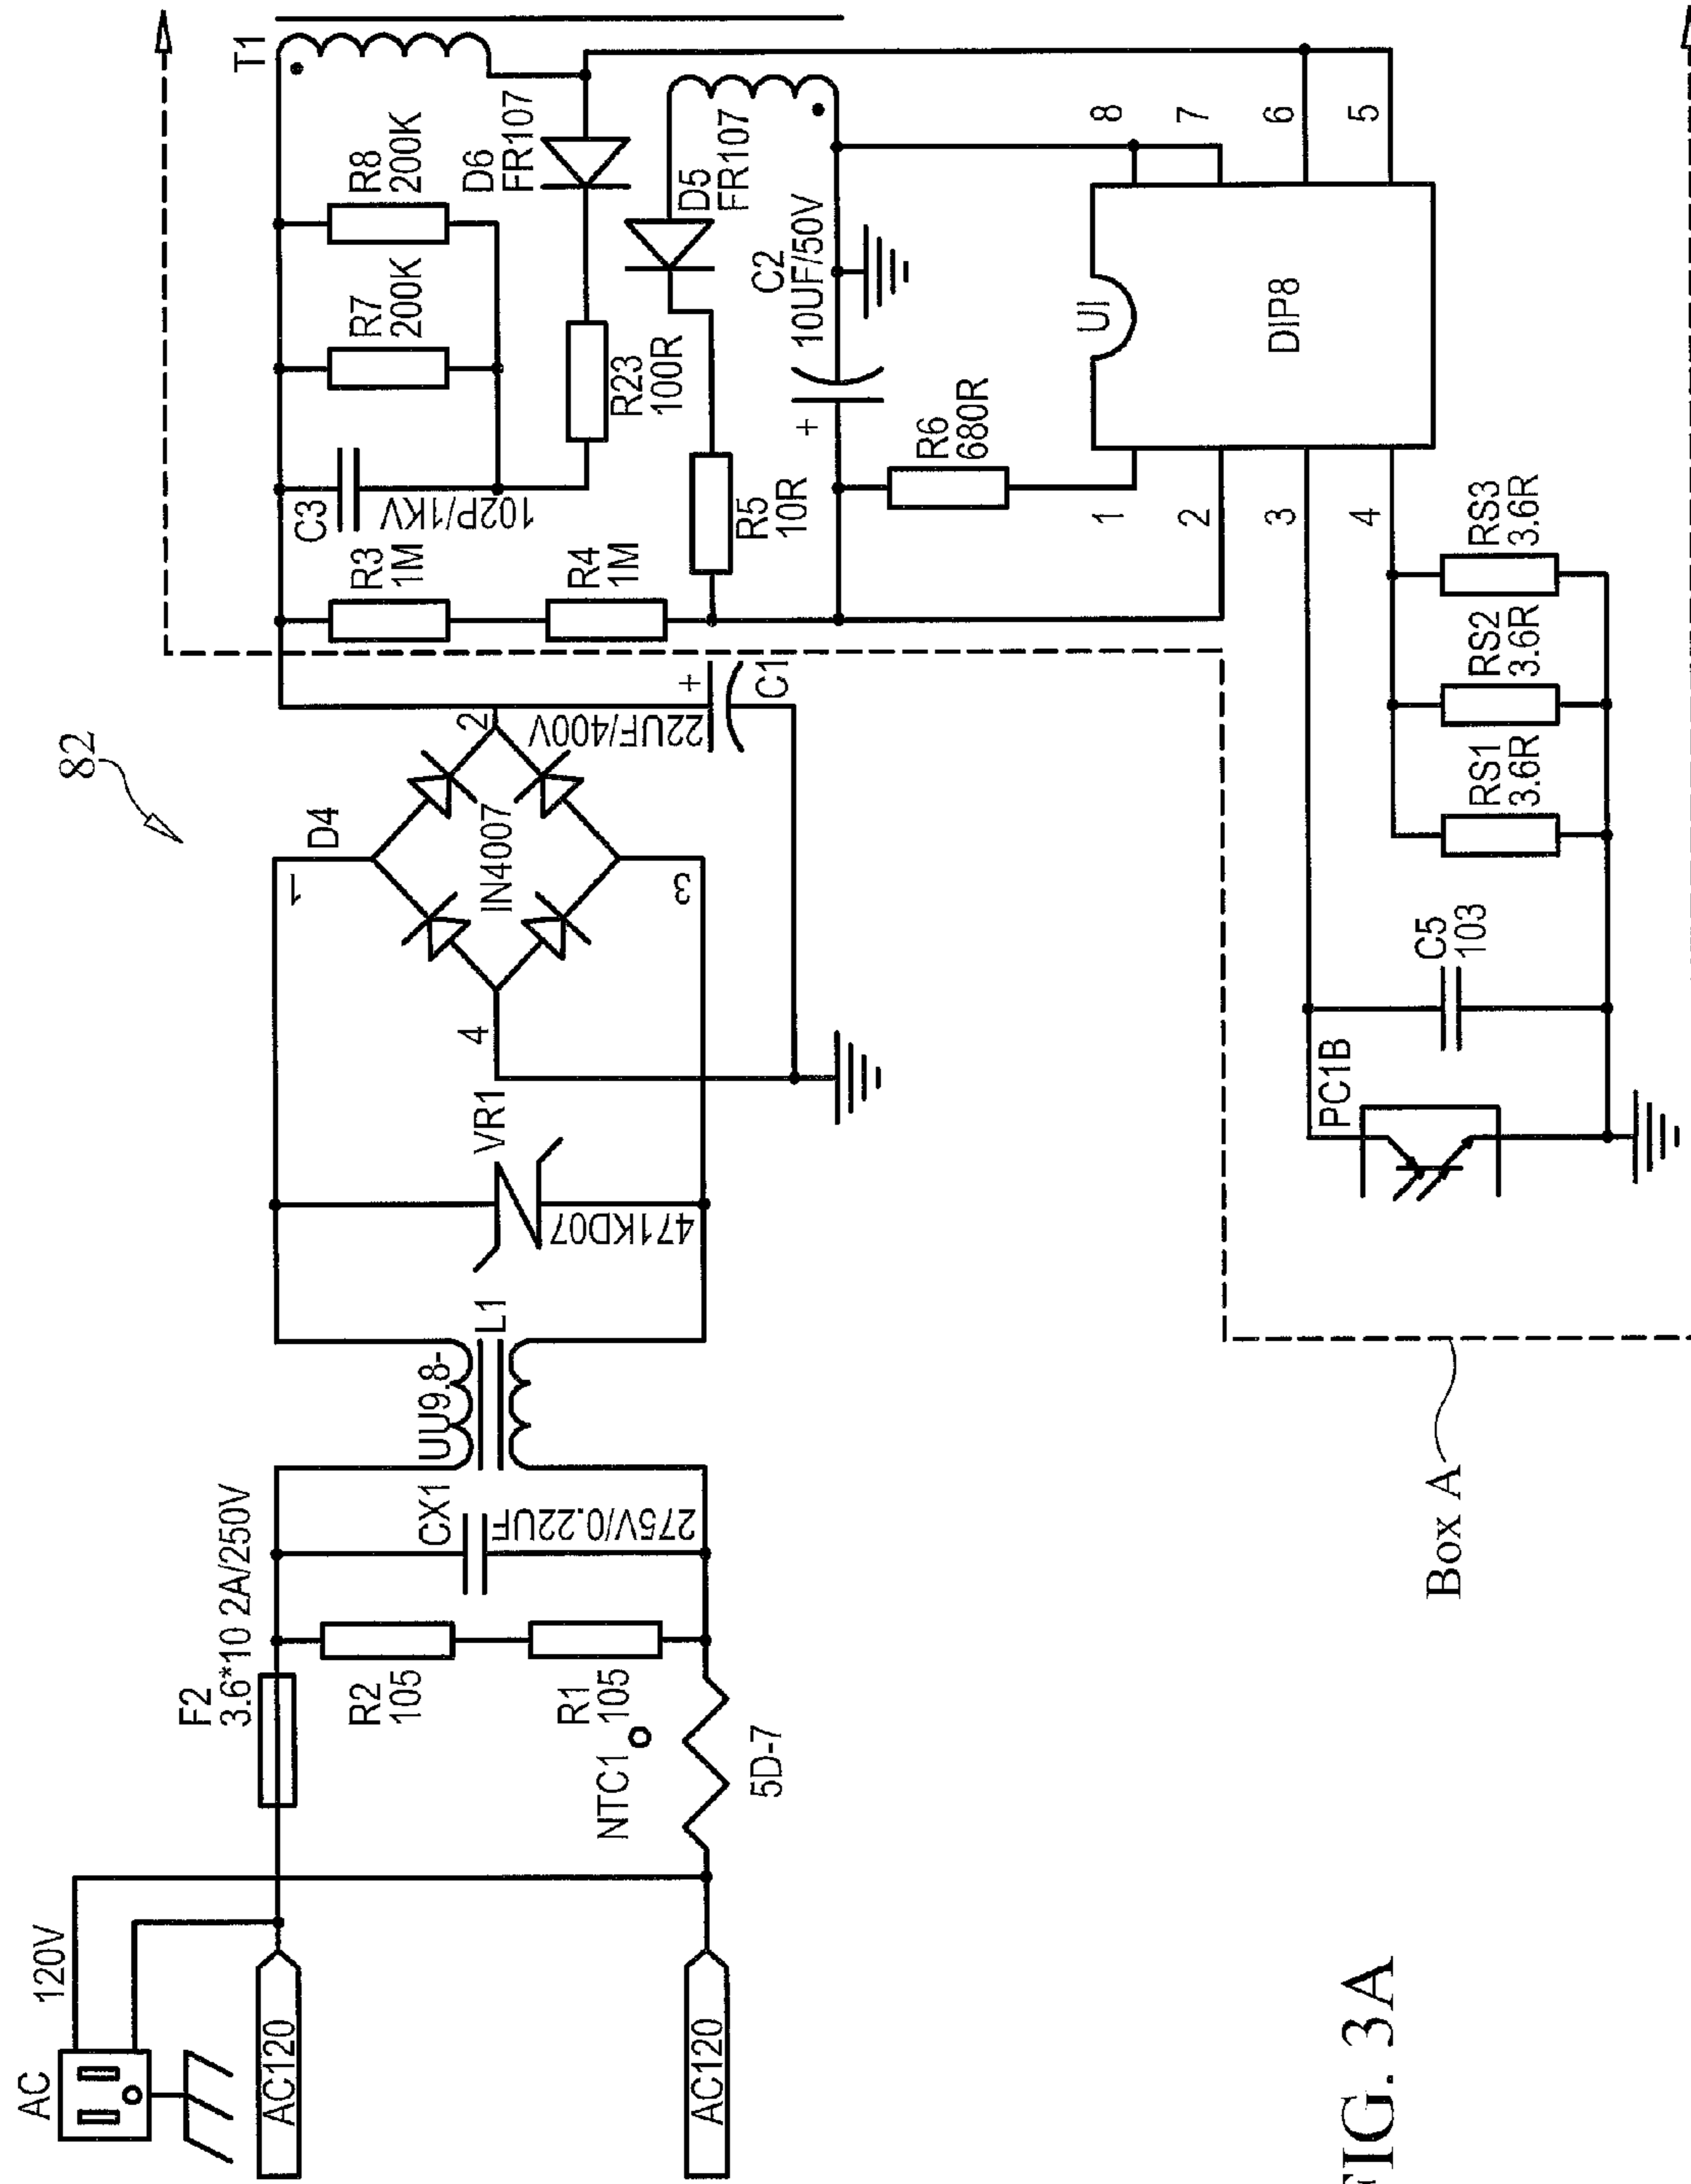 AC
120V
AC120
AC120
F2
3.6*10 2A/250V
R2
105
R1
105
NTC1
5D-7
CX1
275V/0.22UF
UU9.8-
L1
VR1
471KD07
82
D4
1
2
3
4
IN4007
22UF/400V
+
C1
R3
1M
R4
1M
C3
102P/1KV
R7
200K
R8
200K
T1
D6
FR107
R23
100R
D5
FR107
R5
10R
C2
10UF/50V
+
R6
680R
UI
DIP8
1
2
3
4
8
7
6
5
PC1B
C5
103
RS1
3.6R
RS2
3.6R
RS3
3.6R
Box A
FIG. 3A